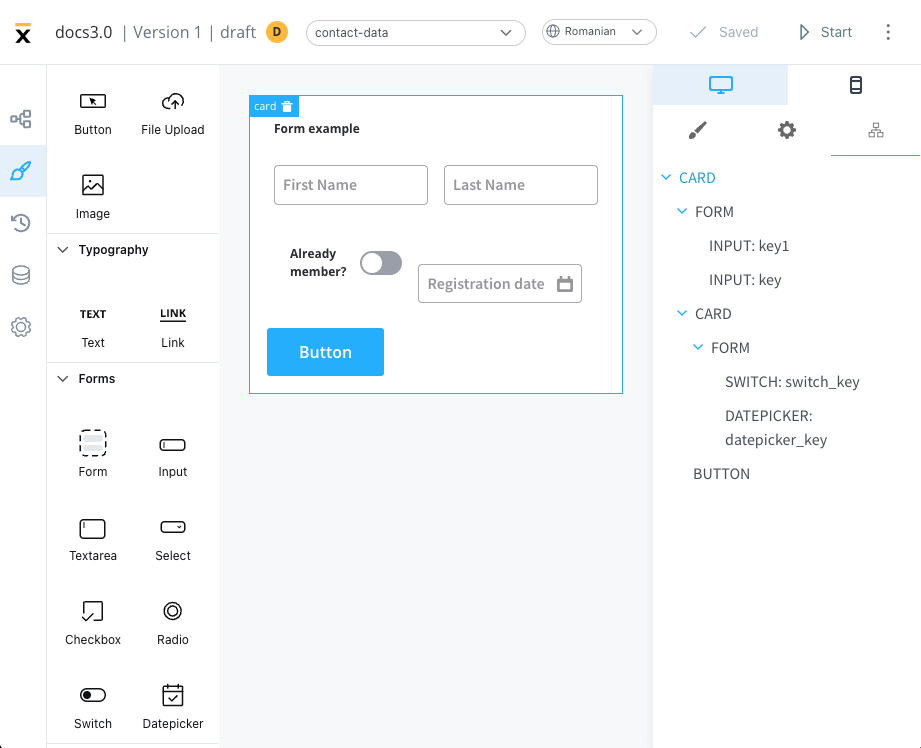 docs3.0 | Version 1 | draft D
contact-data
Romanian
Saved
Start
Button
File Upload
Image
Typography
TEXT
Text
LINK
Link
Forms
Form
Input
Textarea
Select
Checkbox
Radio
Switch
Datepicker
card
Form example
First Name
Last Name
Already
member?
Registration date
Button
CARD
FORM
INPUT: key1
INPUT: key
CARD
FORM
SWITCH: switch_key
DATEPICKER:
datepicker_key
BUTTON